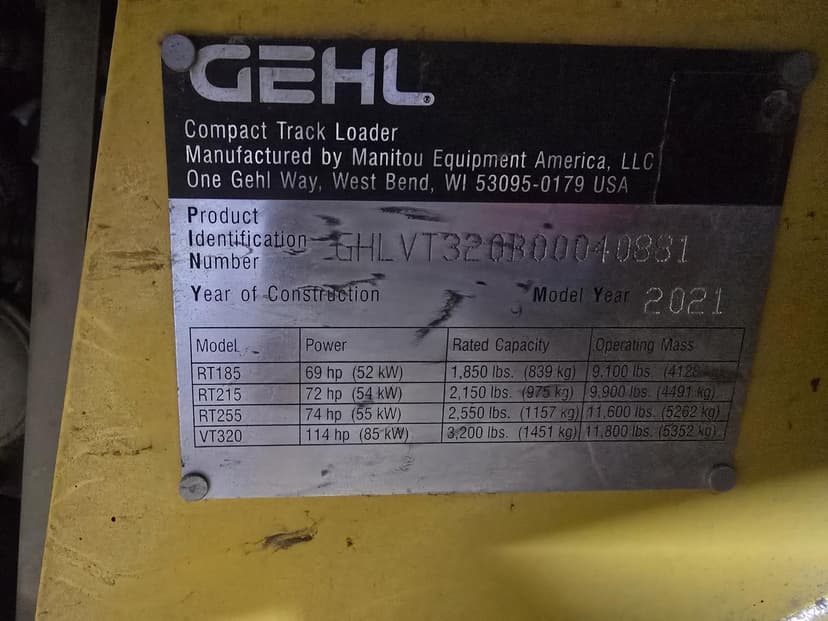 GEHL®
Compact Track Loader
Manufactured by Manitou Equipment America, LLC
One Gehl Way, West Bend, WI 53095-0179 USA
Product
Identification
Number
Year of Construction Model Year 2021
Model Power Rated Capacity Operating Mass
RT185 69 hp (52 kW) 1,850 lbs. (839 kg) 9,100 lbs. (4128
RT215 72 hp (54 kW) 2,150 lbs. (975 kg) 9,900 lbs. (4491 kg)
RT255 74 hp (55 kW) 2,550 lbs. (1157 kg) 11,600 lbs. (5262 kg)
VT320 114 hp (85 kW) 3,200 lbs. (1451 kg) 11,800 lbs. (5352 kg)